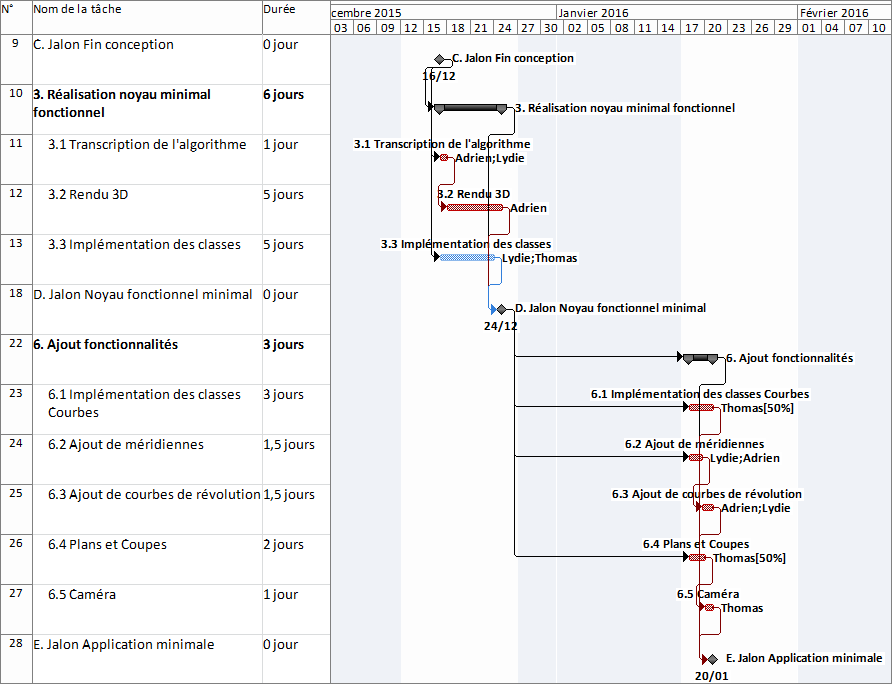 N° Nom de la tâche Durée cembre 2015 Janvier 2016 Février 2016
03 06 09 12 15 18 21 24 27 30 02 05 08 11 14 17 20 23 26 29 01 04 07 10
9 C. Jalon Fin conception 0 jour
C. Jalon Fin conception
16/12
10 3. Réalisation noyau minimal
fonctionnel
6 jours
3. Réalisation noyau minimal fonctionnel
11 3.1 Transcription de l'algorithme 1 jour
3.1 Transcription de l'algorithme
Adrien;Lydie
12 3.2 Rendu 3D 5 jours
3.2 Rendu 3D
Adrien
13 3.3 Implémentation des classes 5 jours
3.3 Implémentation des classes
Lydie;Thomas
18 D. Jalon Noyau fonctionnel minimal 0 jour
D. Jalon Noyau fonctionnel minimal
24/12
22 6. Ajout fonctionnalités 3 jours
6. Ajout fonctionnalités
23 6.1 Implémentation des classes
Courbes
3 jours
6.1 Implémentation des classes Courbes
Thomas[50%]
24 6.2 Ajout de méridiennes 1,5 jours
6.2 Ajout de méridiennes
Lydie;Adrien
25 6.3 Ajout de courbes de révolution 1,5 jours
6.3 Ajout de courbes de révolution
Adrien;Lydie
26 6.4 Plans et Coupes 2 jours
6.4 Plans et Coupes
Thomas[50%]
27 6.5 Caméra 1 jour
6.5 Caméra
Thomas
28 E. Jalon Application minimale 0 jour
E. Jalon Application minimale
20/01